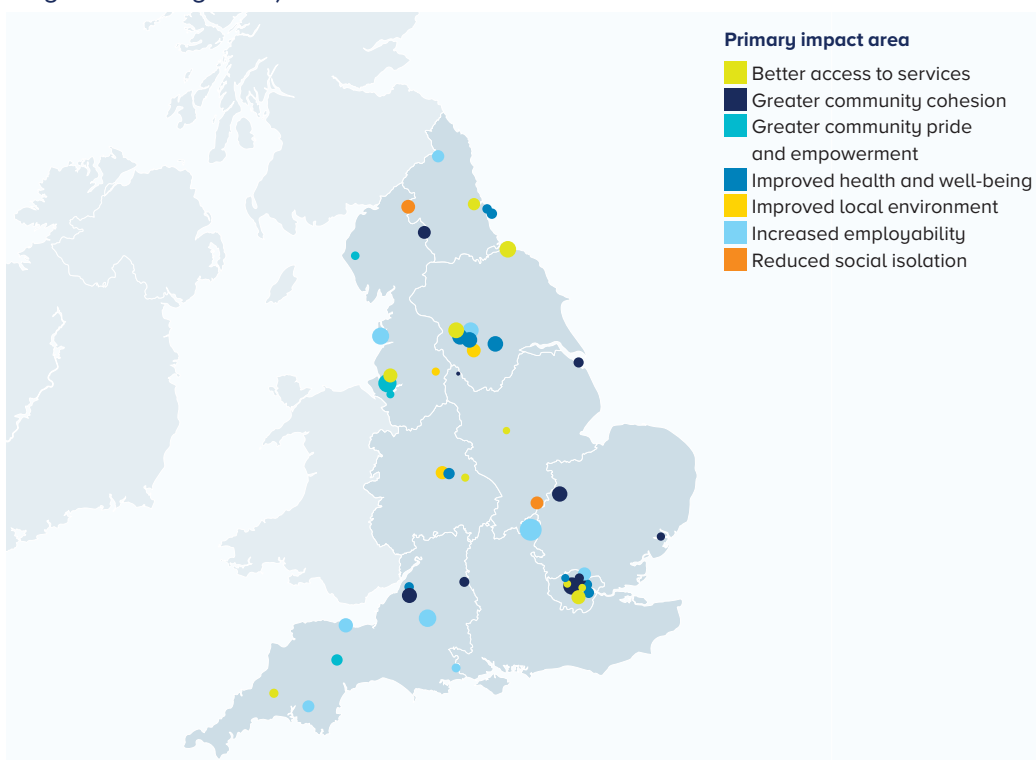 Primary impact area
Better access to services
Greater community cohesion
Greater community pride
and empowerment
Improved health and well-being
Improved local environment
Increased employability
Reduced social isolation